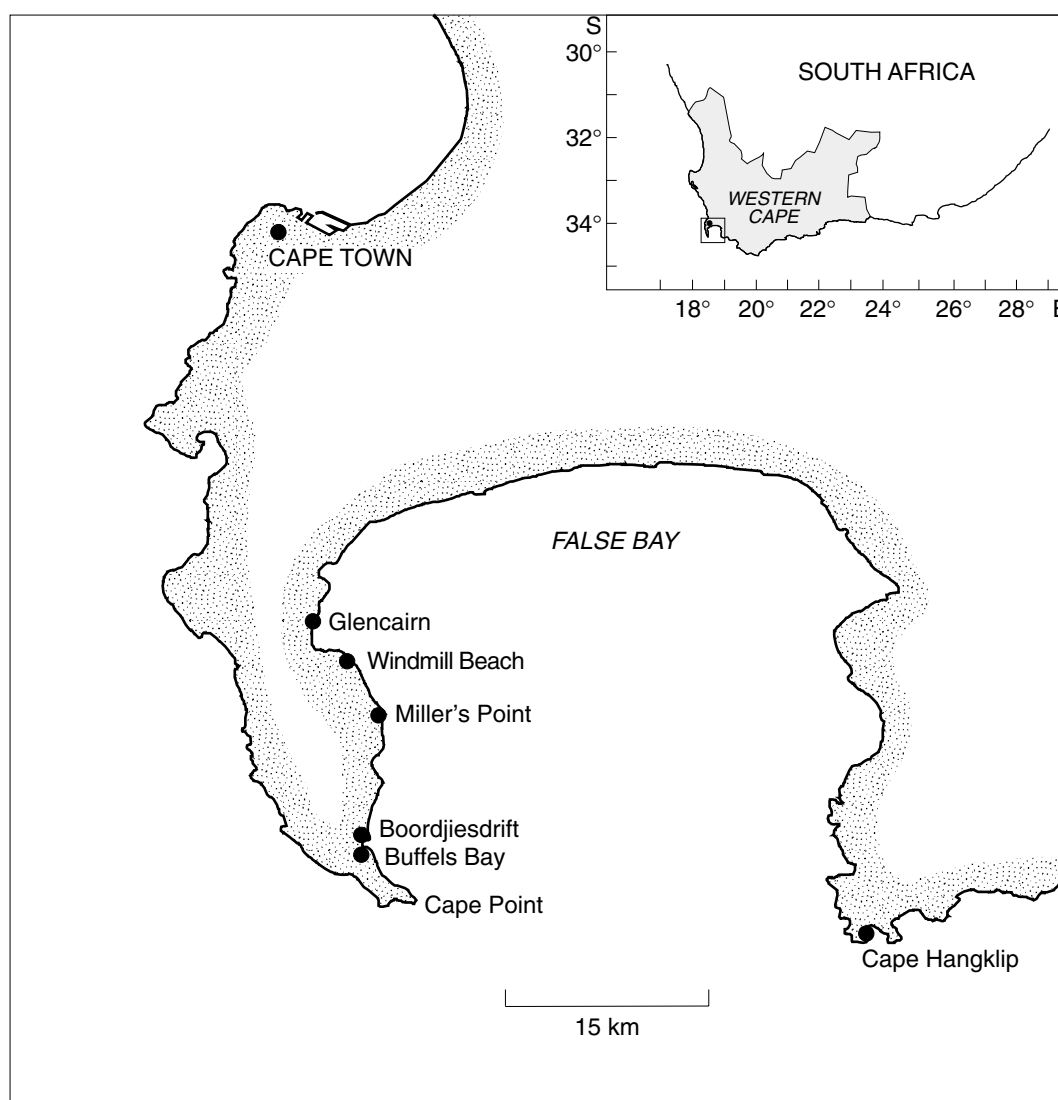 S
30°
SOUTH AFRICA
32°
WESTERN
CAPE
34°
18° 20° 22° 24° 26° 28° E
CAPE TOWN
FALSE BAY
Glencairn
Windmill Beach
Miller's Point
Boordjiesdrift
Buffels Bay
Cape Point
Cape Hangklip
15 km